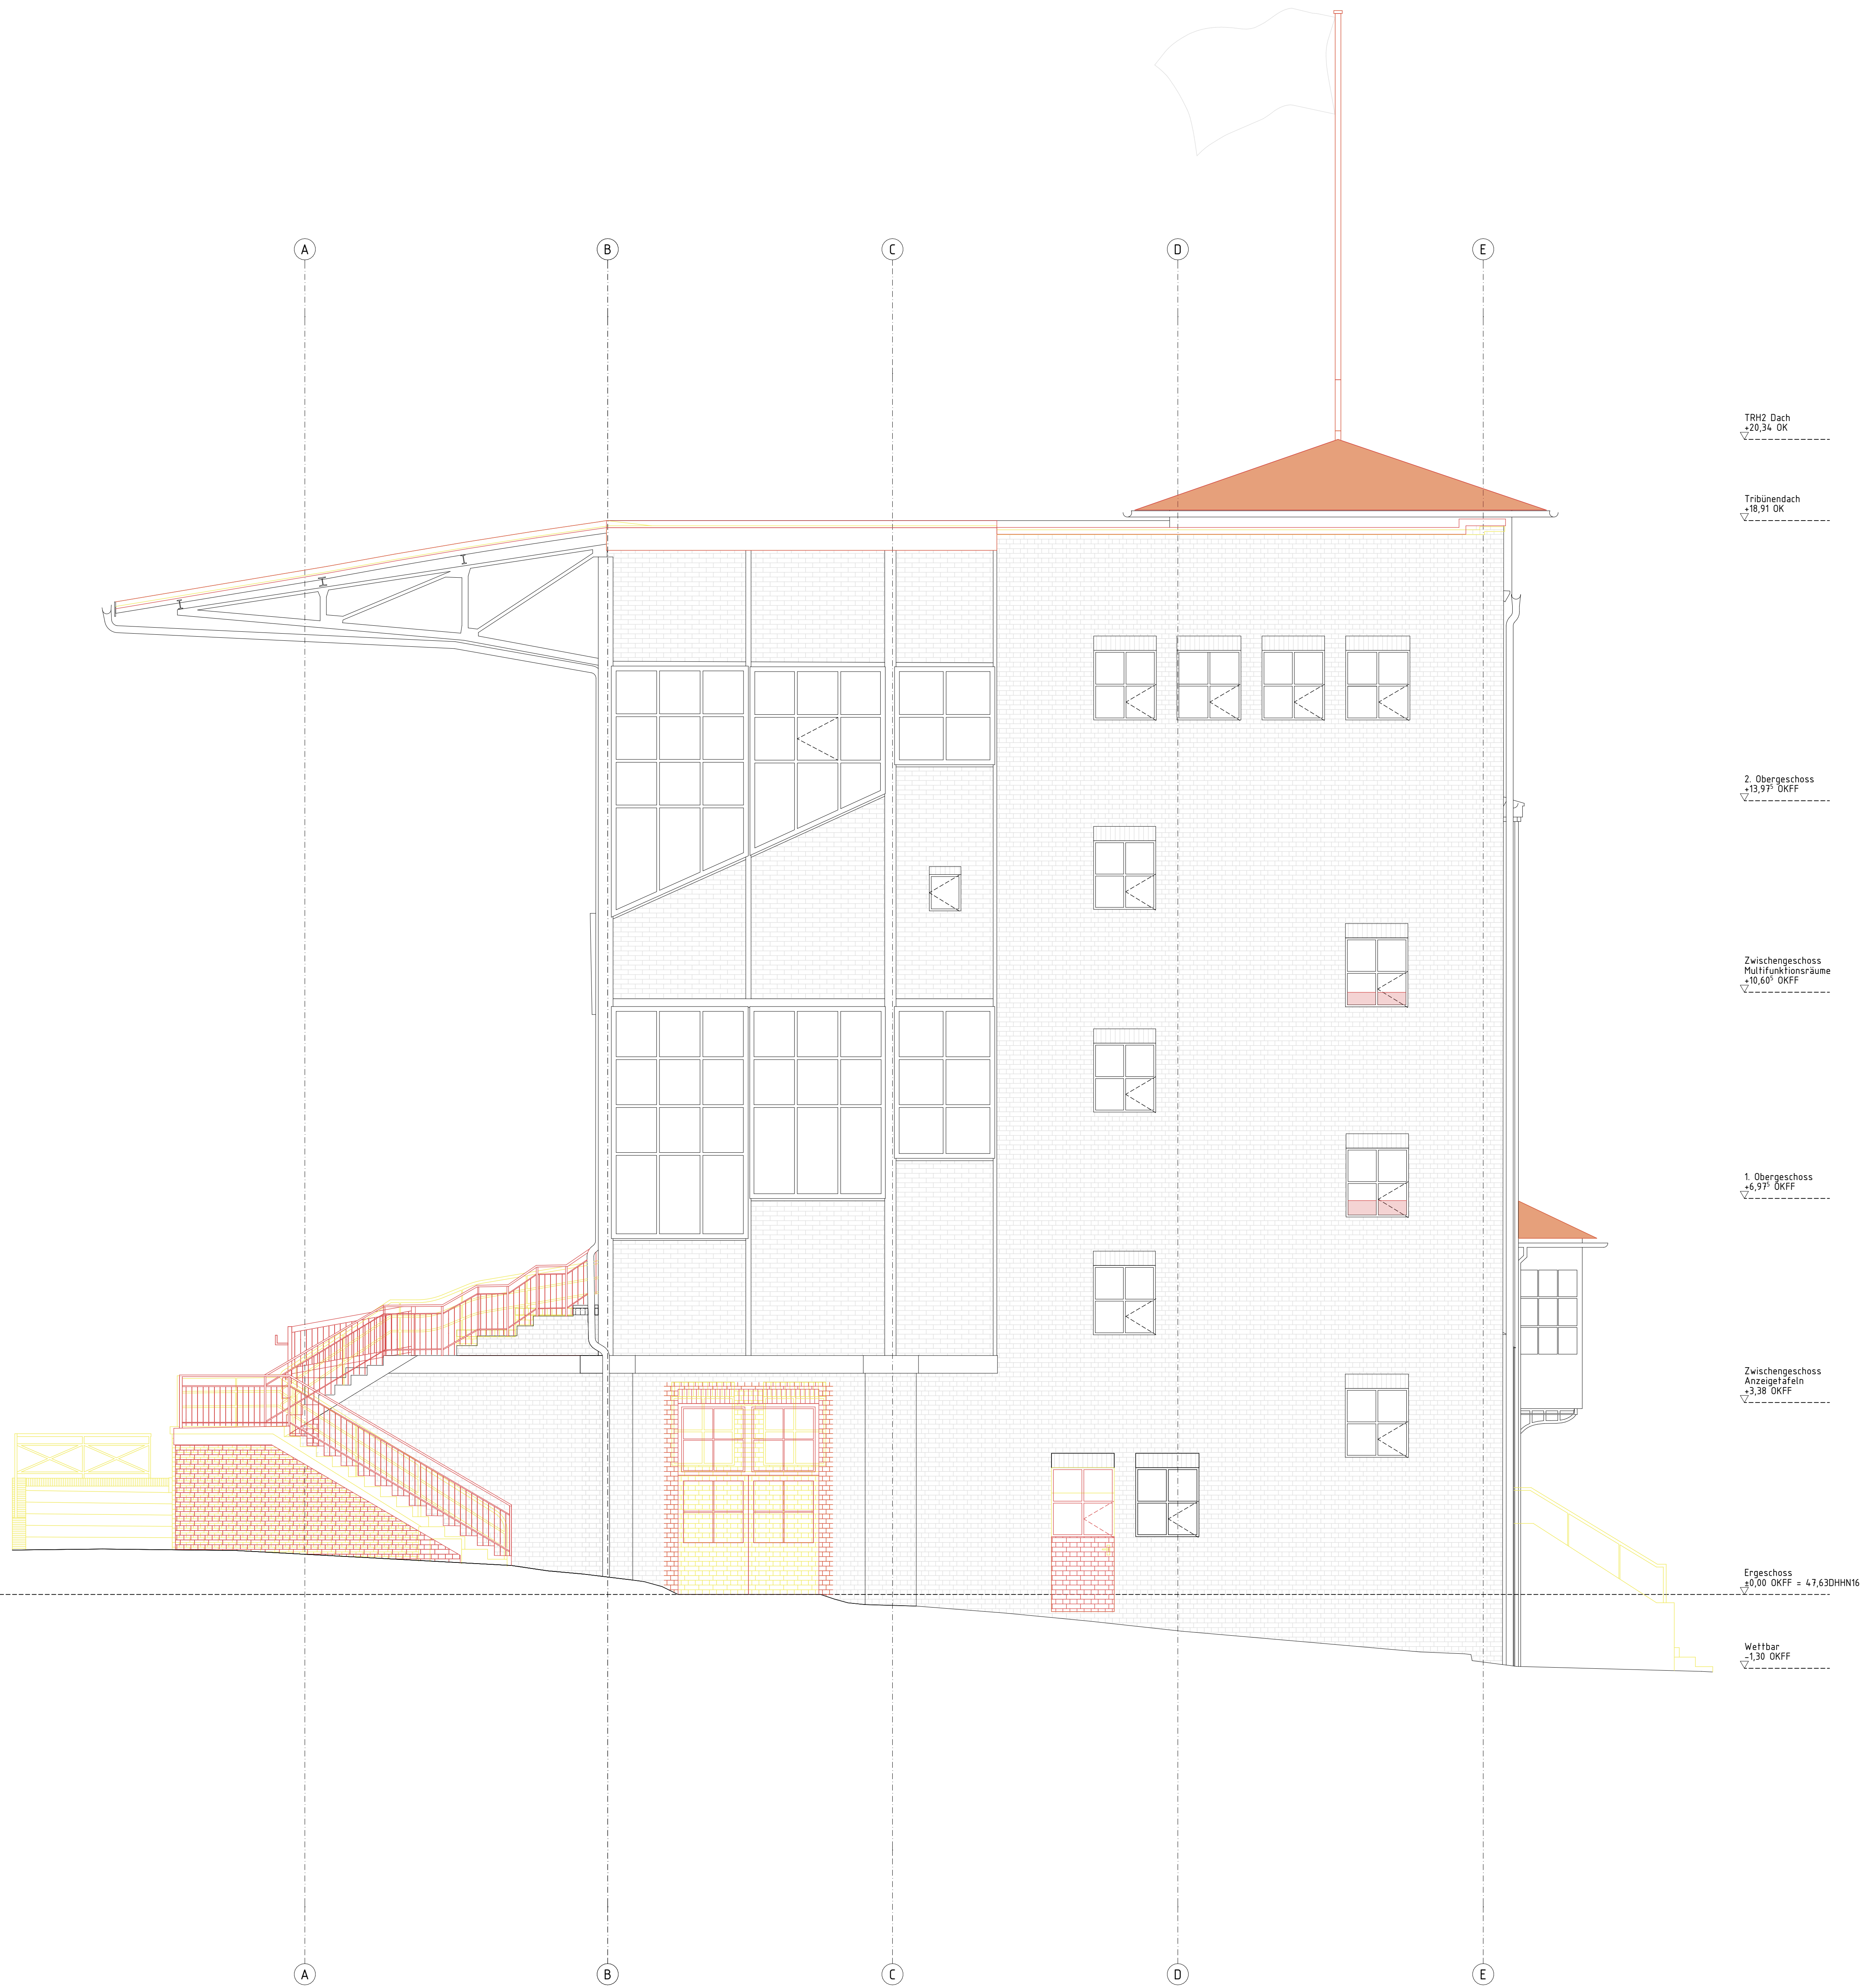 A
B
C
D
E
TRH2 Dach
+20,34 OK
Tribünendach
+18,91 OK
2. Obergeschoss
+13,97⁵ OKFF
Zwischengeschoss
Multifunktionsräume
+10,60⁵ OKFF
1. Obergeschoss
+6,97⁵ OKFF
Zwischengeschoss
Anzeigetafeln
+3,38 OKFF
Ergeschoss
±0,00 OKFF = 47,63DHHN16
Wettbar
-1,30 OKFF
A
B
C
D
E